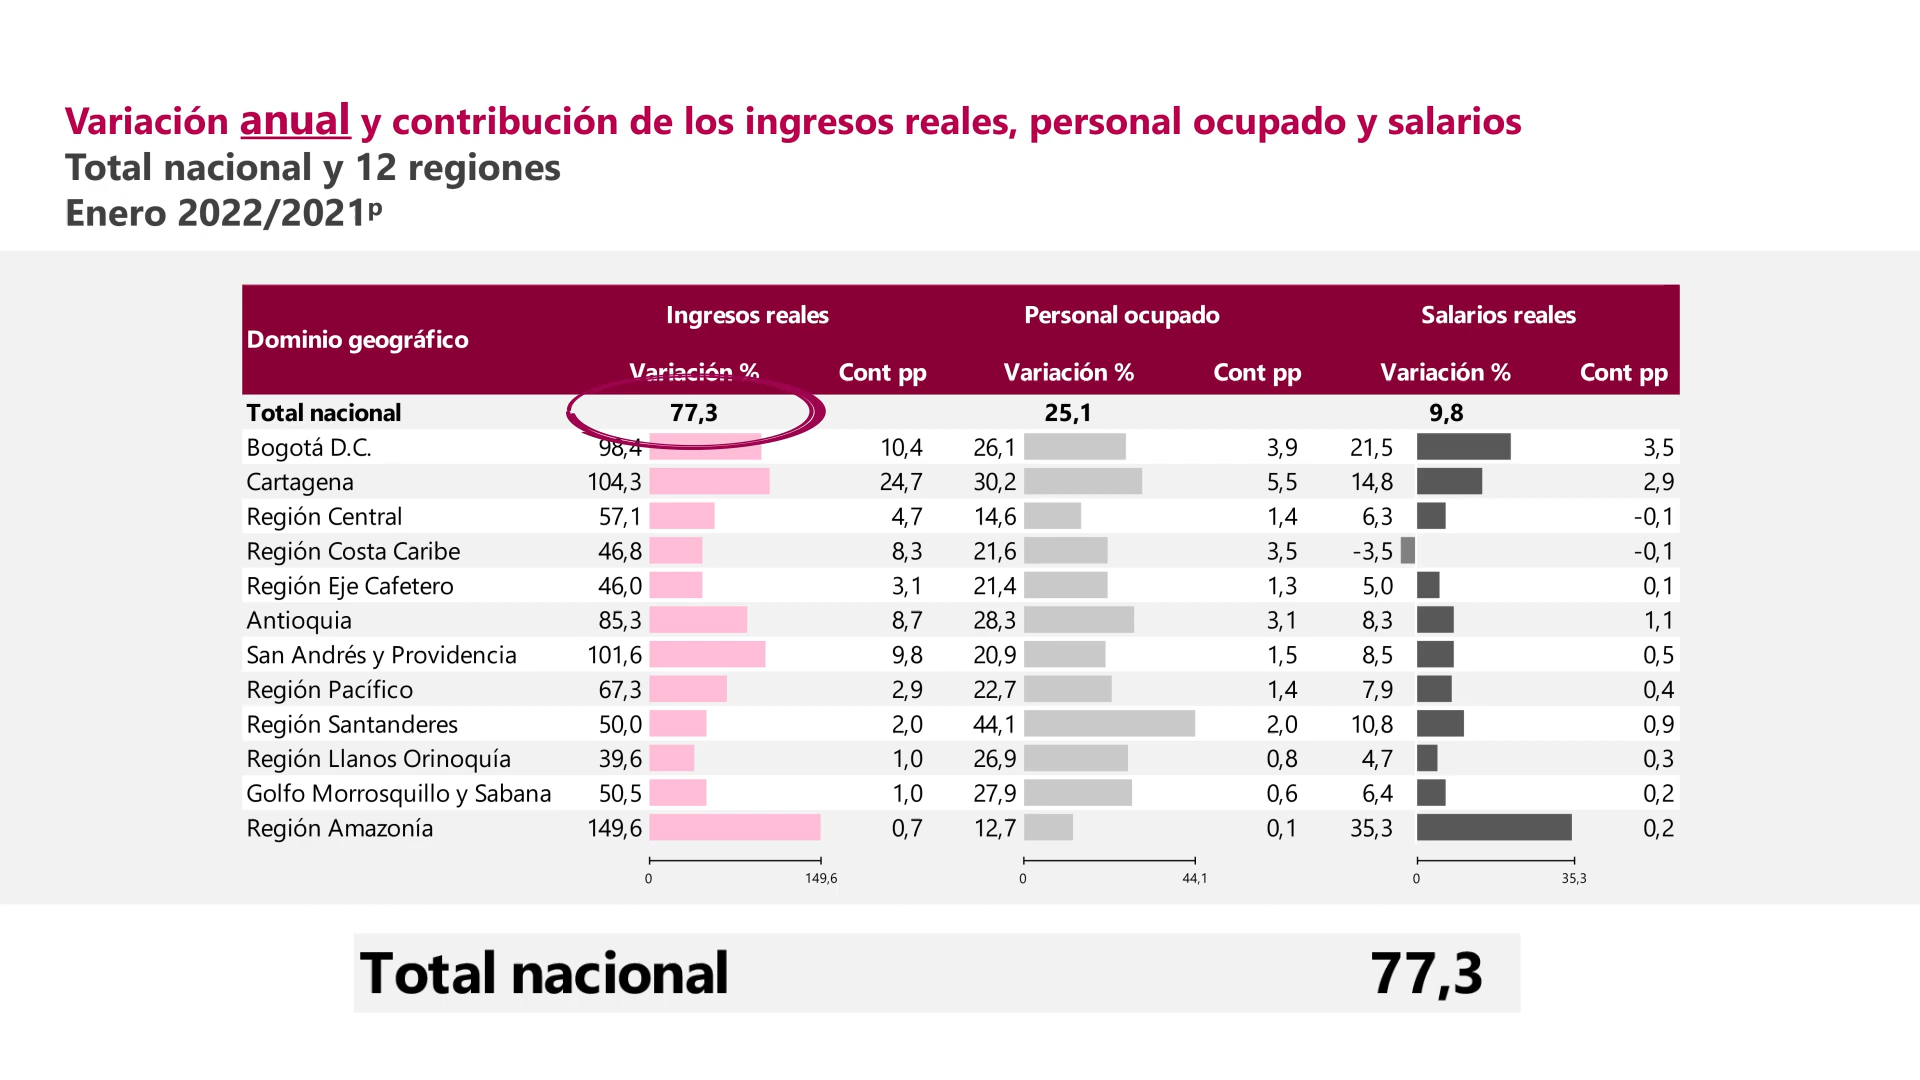 Variación anual y contribución de los ingresos reales, personal ocupado y salarios
Total nacional y 12 regiones
Enero 2022/2021ᵖ
Dominio geográfico Ingresos reales Personal ocupado Salarios reales
Variación % Cont pp Variación % Cont pp Variación % Cont pp
Total nacional 77,3 25,1 9,8
Bogotá D.C. 98,4 10,4 26,1 3,9 21,5 3,5
Cartagena 104,3 24,7 30,2 5,5 14,8 2,9
Región Central 57,1 4,7 14,6 1,4 6,3 -0,1
Región Costa Caribe 46,8 8,3 21,6 3,5 -3,5 -0,1
Región Eje Cafetero 46,0 3,1 21,4 1,3 5,0 0,1
Antioquia 85,3 8,7 28,3 3,1 8,3 1,1
San Andrés y Providencia 101,6 9,8 20,9 1,5 8,5 0,5
Región Pacífico 67,3 2,9 22,7 1,4 7,9 0,4
Región Santanderes 50,0 2,0 44,1 2,0 10,8 0,9
Región Llanos Orinoquía 39,6 1,0 26,9 0,8 4,7 0,3
Golfo Morrosquillo y Sabana 50,5 1,0 27,9 0,6 6,4 0,2
Región Amazonía 149,6 0,7 12,7 0,1 35,3 0,2
0 149,6 0 44,1 0 35,3
Total nacional 77,3